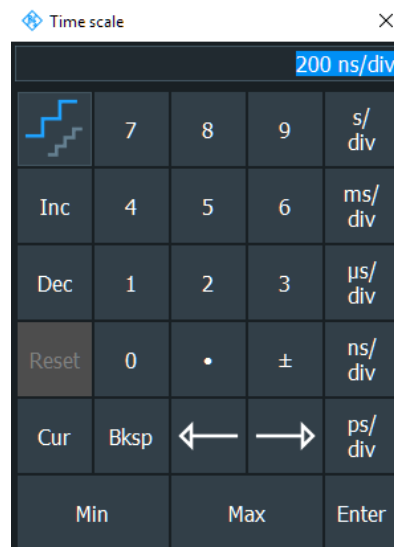 Time scale
200 ns/div
7 8 9 s/
div
Inc 4 5 6 ms/
div
Dec 1 2 3 µs/
div
Reset 0 • ± ns/
div
Cur Bksp ps/
div
Min Max Enter